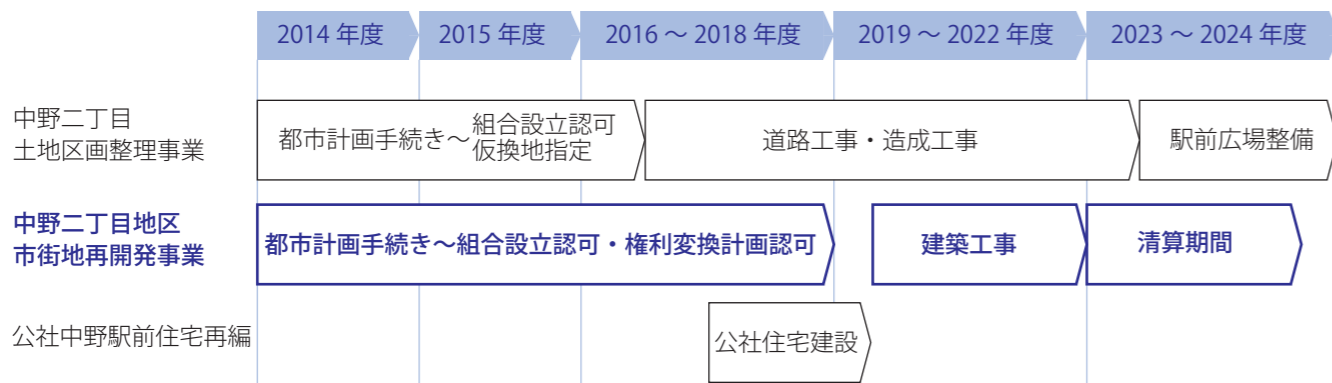 2014 年度 2015 年度 2016 ～ 2018 年度 2019 ～ 2022 年度 2023 ～ 2024 年度
中野二丁目
土地区画整理事業
都市計画手続き～組合設立認可
仮換地指定
道路工事・造成工事
駅前広場整備
中野二丁目地区
市街地再開発事業
都市計画手続き～組合設立認可・権利変換計画認可
建築工事
清算期間
公社中野駅前住宅再編
公社住宅建設